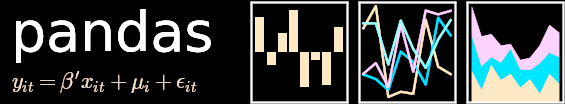 pandas
y_{it} = β'x_{it} + μ_i + ϵ_{it}